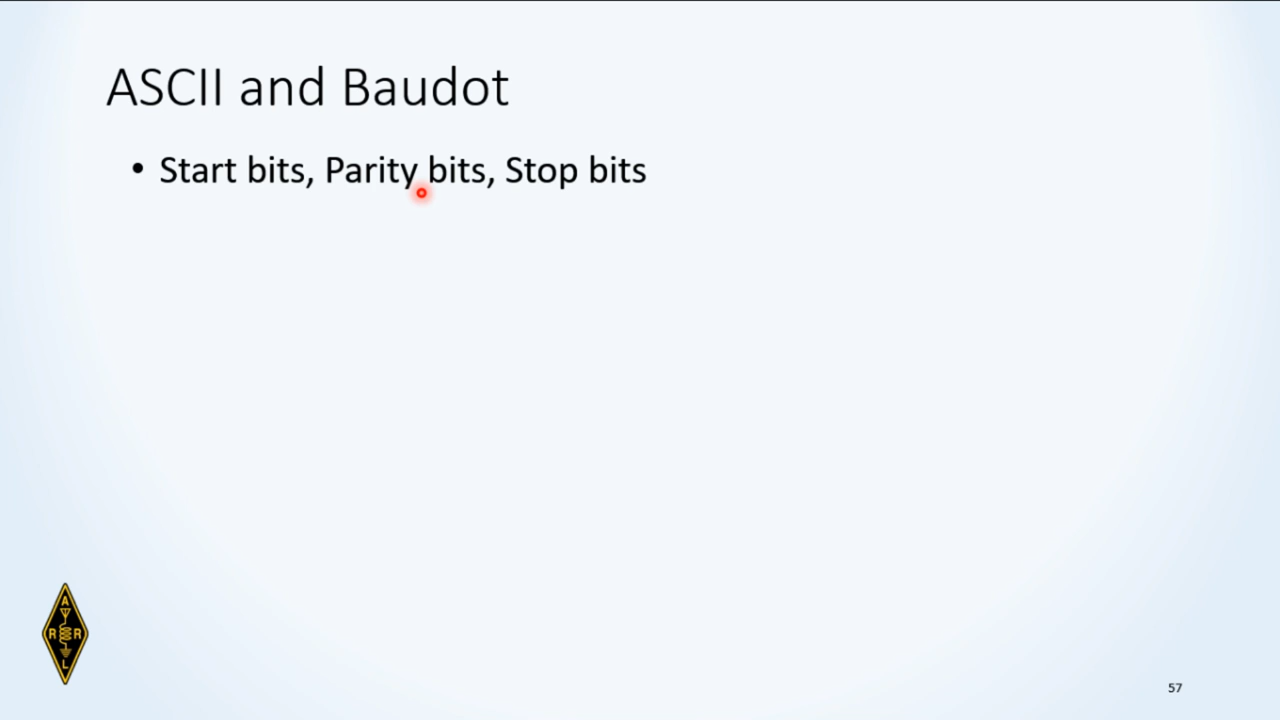 ASCII and Baudot
• Start bits, Parity bits, Stop bits
A
R R
L
57